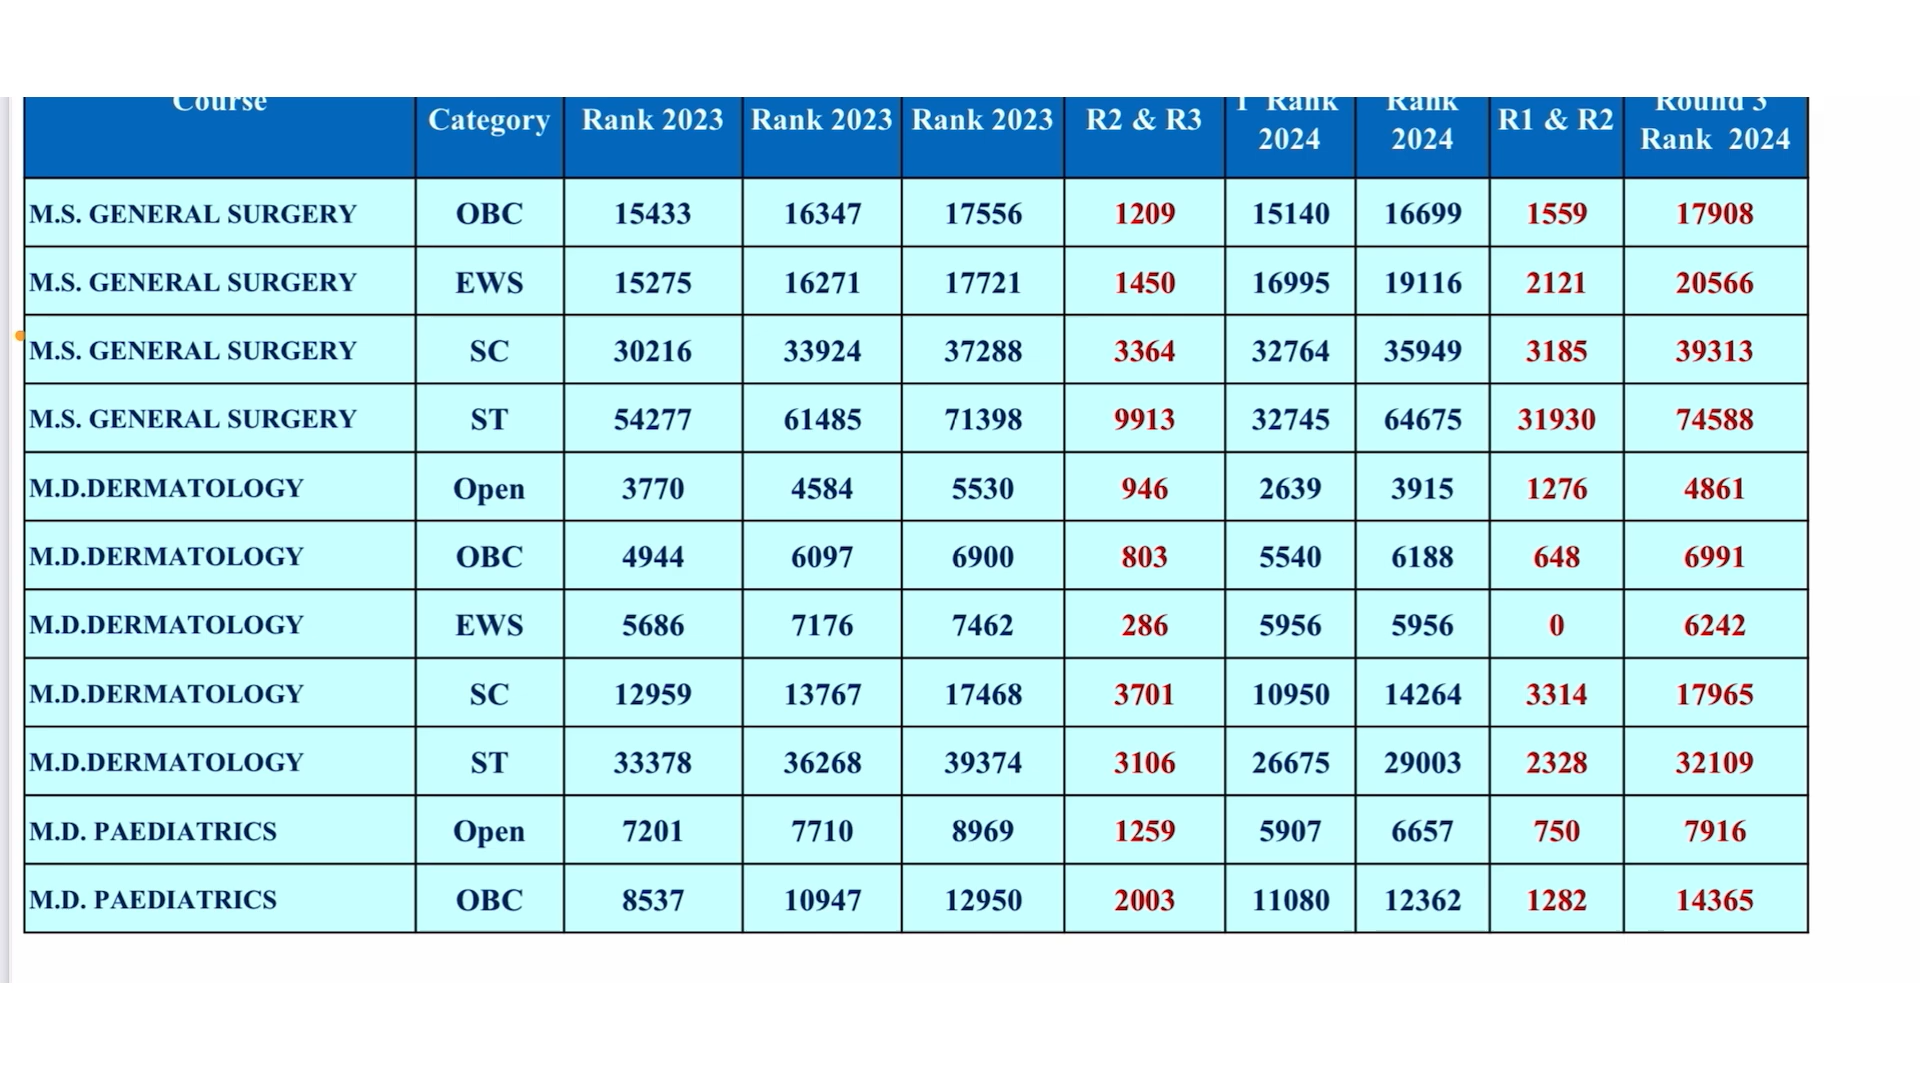 Course Category Rank 2023 Rank 2023 Rank 2023 R2 & R3 Rank 2024 Rank 2024 R1 & R2 Round 3 Rank 2024
M.S. GENERAL SURGERY OBC 15433 16347 17556 1209 15140 16699 1559 17908
M.S. GENERAL SURGERY EWS 15275 16271 17721 1450 16995 19116 2121 20566
M.S. GENERAL SURGERY SC 30216 33924 37288 3364 32764 35949 3185 39313
M.S. GENERAL SURGERY ST 54277 61485 71398 9913 32745 64675 31930 74588
M.D.DERMATOLOGY Open 3770 4584 5530 946 2639 3915 1276 4861
M.D.DERMATOLOGY OBC 4944 6097 6900 803 5540 6188 648 6991
M.D.DERMATOLOGY EWS 5686 7176 7462 286 5956 5956 0 6242
M.D.DERMATOLOGY SC 12959 13767 17468 3701 10950 14264 3314 17965
M.D.DERMATOLOGY ST 33378 36268 39374 3106 26675 29003 2328 32109
M.D. PAEDIATRICS Open 7201 7710 8969 1259 5907 6657 750 7916
M.D. PAEDIATRICS OBC 8537 10947 12950 2003 11080 12362 1282 14365